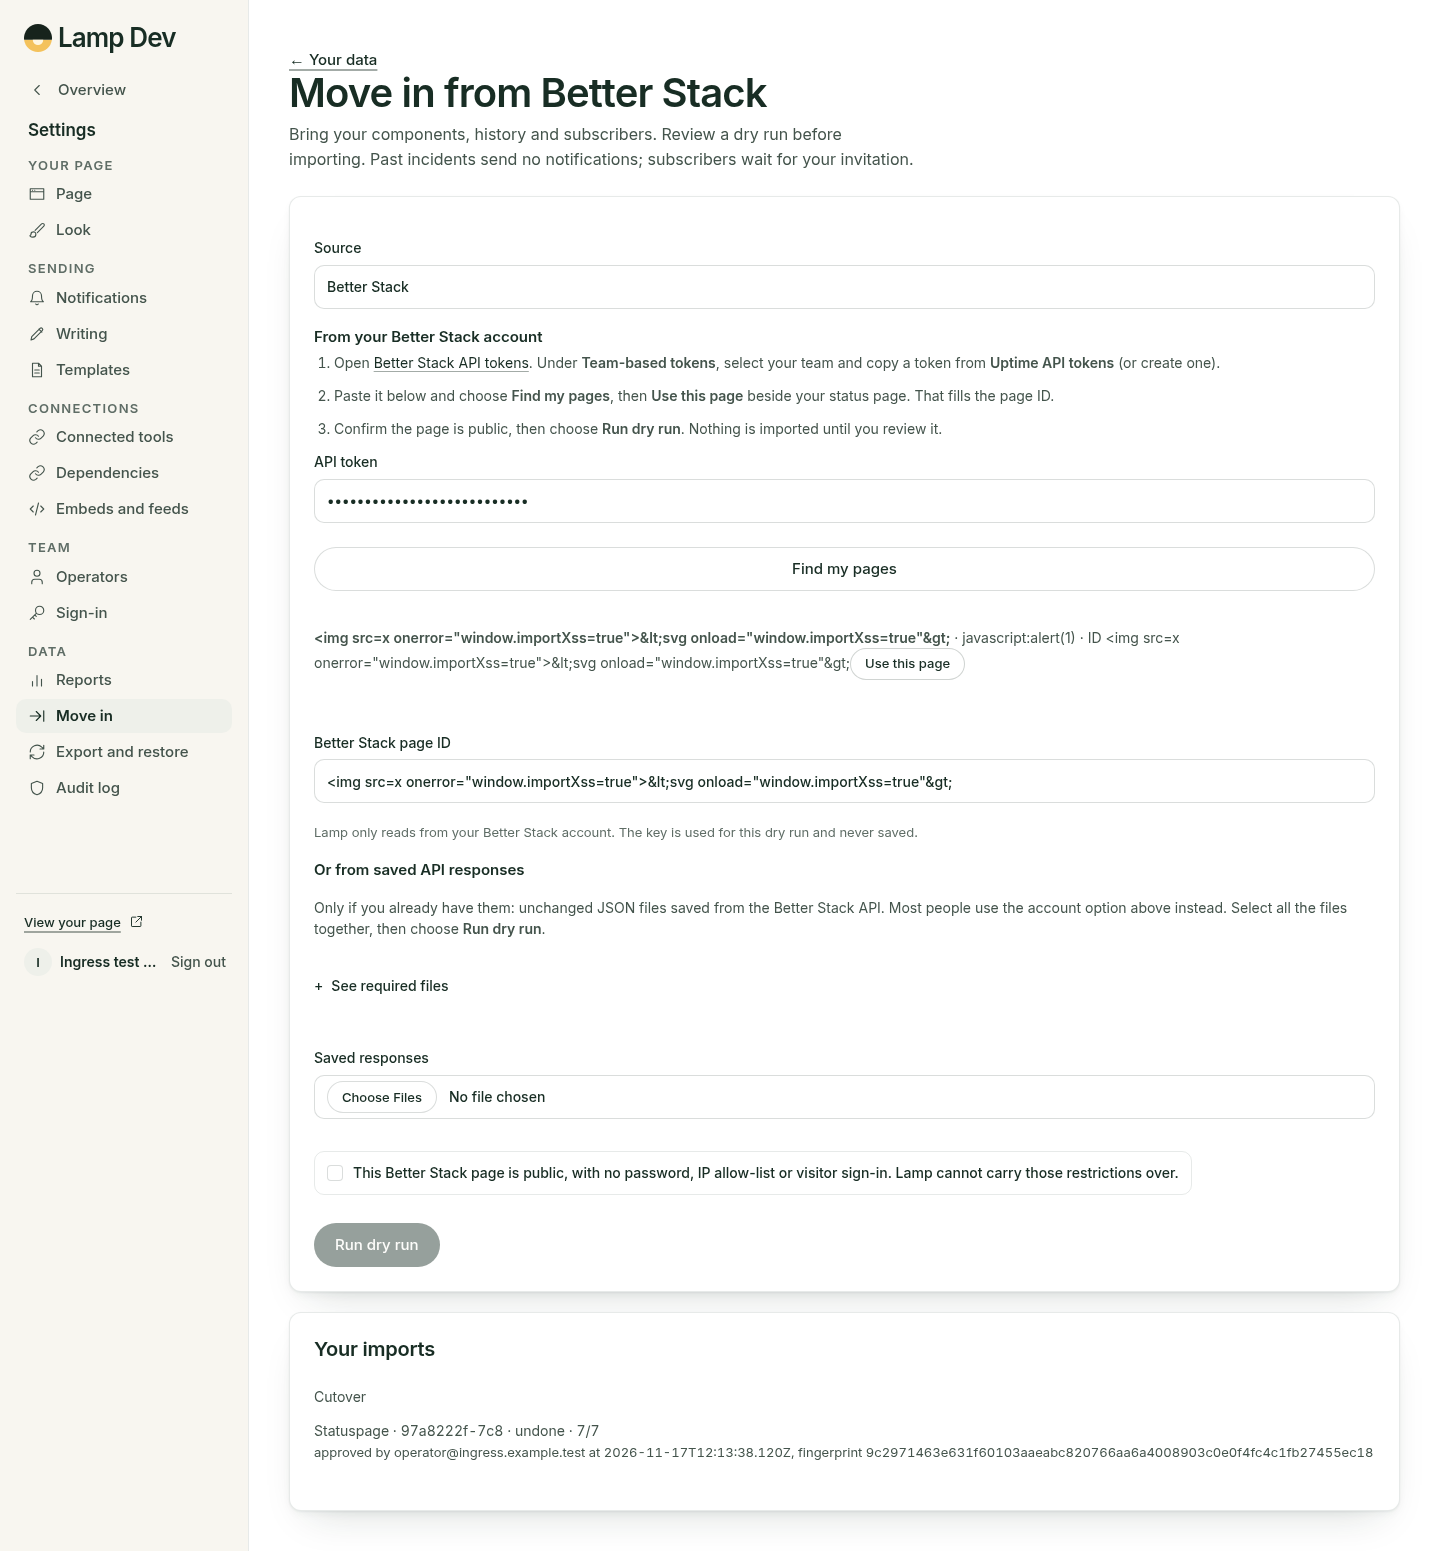 Lamp Dev
Overview
Settings
YOUR PAGE
Page
Look
SENDING
Notifications
Writing
Templates
CONNECTIONS
Connected tools
Dependencies
Embeds and feeds
TEAM
Operators
Sign-in
DATA
Reports
Move in
Export and restore
Audit log
View your page
I Ingress test ... Sign out
← Your data
Move in from Better Stack
Bring your components, history and subscribers. Review a dry run before
importing. Past incidents send no notifications; subscribers wait for your invitation.
Source
Better Stack
From your Better Stack account
1. Open Better Stack API tokens. Under Team-based tokens, select your team and copy a token from Uptime API tokens (or create one).
2. Paste it below and choose Find my pages, then Use this page beside your status page. That fills the page ID.
3. Confirm the page is public, then choose Run dry run. Nothing is imported until you review it.
API token
•••••••••••••••••••••••••••
Find my pages
<img src=x onerror="window.importXss=true">&lt;svg onload="window.importXss=true"&gt; · javascript:alert(1) · ID <img src=x
onerror="window.importXss=true">&lt;svg onload="window.importXss=true"&gt; Use this page
Better Stack page ID
<img src=x onerror="window.importXss=true">&lt;svg onload="window.importXss=true"&gt;
Lamp only reads from your Better Stack account. The key is used for this dry run and never saved.
Or from saved API responses
Only if you already have them: unchanged JSON files saved from the Better Stack API. Most people use the account option above instead. Select all the files
together, then choose Run dry run.
+ See required files
Saved responses
Choose Files No file chosen
This Better Stack page is public, with no password, IP allow-list or visitor sign-in. Lamp cannot carry those restrictions over.
Run dry run
Your imports
Cutover
Statuspage · 97a8222f-7c8 · undone · 7/7
approved by operator@ingress.example.test at 2026-11-17T12:13:38.120Z, fingerprint 9c2971463e631f60103aaeabc820766aa6a4008903c0e0f4fc4c1fb27455ec18